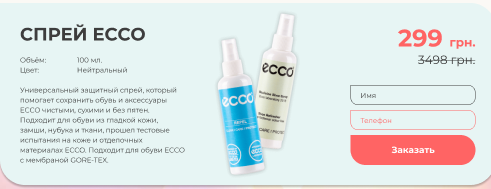 СПРЕЙ ECCO
Объём: 100 мл.
Цвет: Нейтральный
Универсальный защитный спрей, который
помогает сохранить обувь и аксессуары
ECCO чистыми, сухими и без пятен.
Подходит для обуви из гладкой кожи,
замши, нубука и ткани, прошел тестовые
испытания на коже и отделочных
материалах ECCO. Подходит для обуви ECCO
с мембраной GORE-TEX.
ecco
ecco
299 грн.
3498 грн.
Имя
Телефон
Заказать